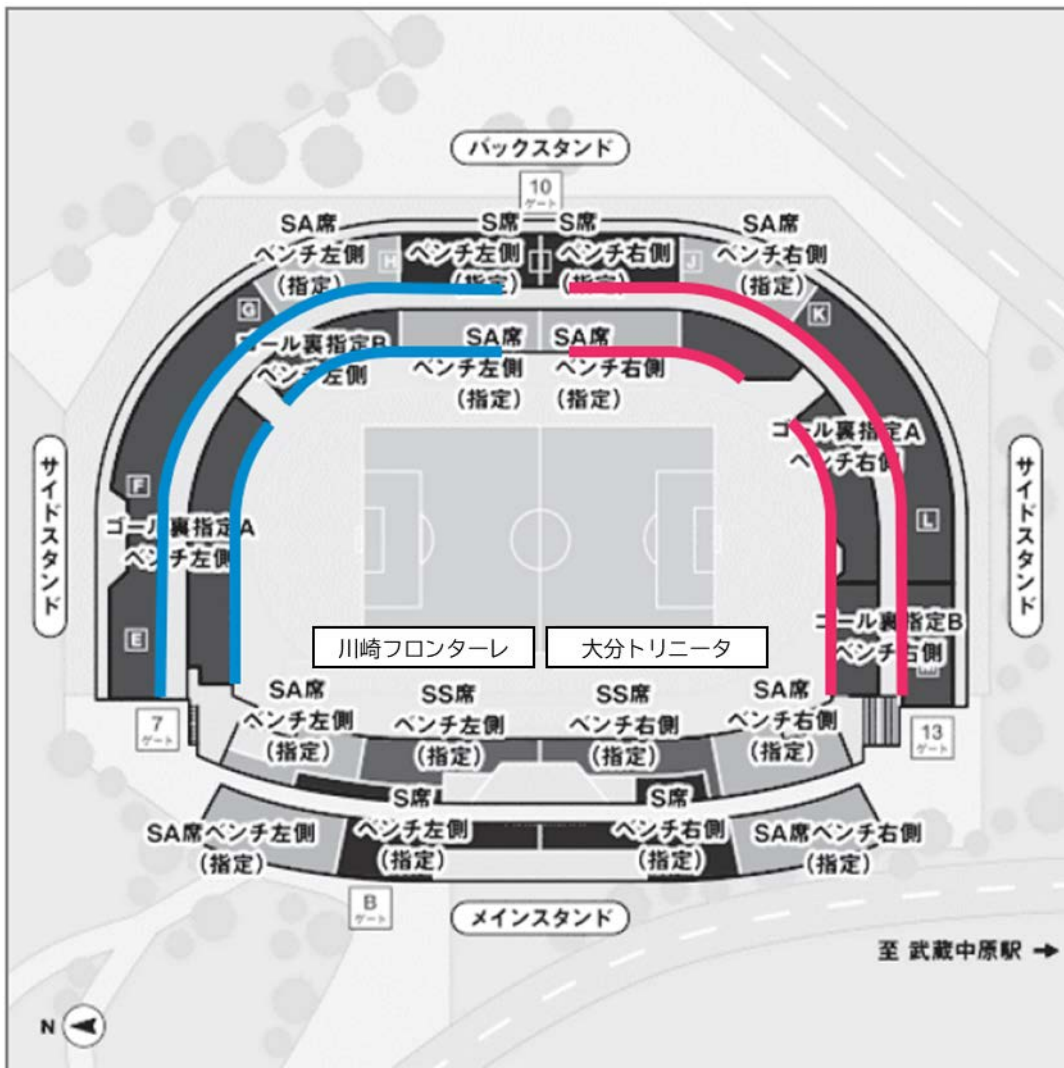 バックスタンド
10
ゲート
SA席
ベンチ左側
(指定)
S席
ベンチ左側
(指定)
S席
ベンチ右側
(指定)
SA席
ベンチ右側
(指定)
H
J
G
K
ゴール裏指定B
ベンチ左側
SA席
ベンチ左側
(指定)
SA席
ベンチ右側
(指定)
サイドスタンド
F
ゴール裏指定A
ベンチ左側
E
ゴール裏指定A
ベンチ右側
L
サイドスタンド
ゴール裏指定B
ベンチ右側
川崎フロンターレ
大分トリニータ
7
ゲート
SA席
ベンチ左側
(指定)
SS席
ベンチ左側
(指定)
SS席
ベンチ右側
(指定)
SA席
ベンチ右側
(指定)
13
ゲート
SA席ベンチ左側
(指定)
S席
ベンチ左側
(指定)
S席
ベンチ右側
(指定)
SA席ベンチ右側
(指定)
B
ゲート
メインスタンド
至 武蔵中原駅 →
N